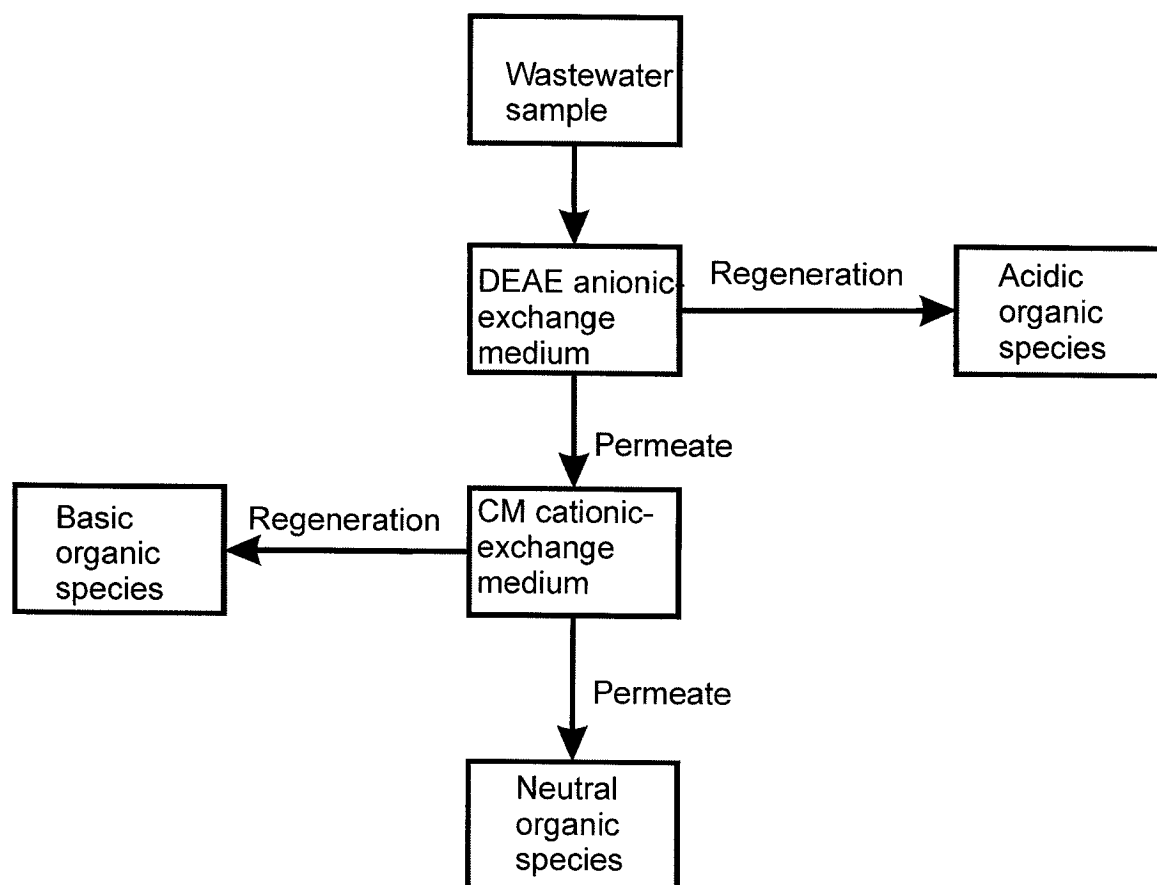 Wastewater
sample
DEAE anionic-
exchange
medium
Regeneration
Acidic
organic
species
Permeate
CM cationic-
exchange
medium
Regeneration
Basic
organic
species
Permeate
Neutral
organic
species